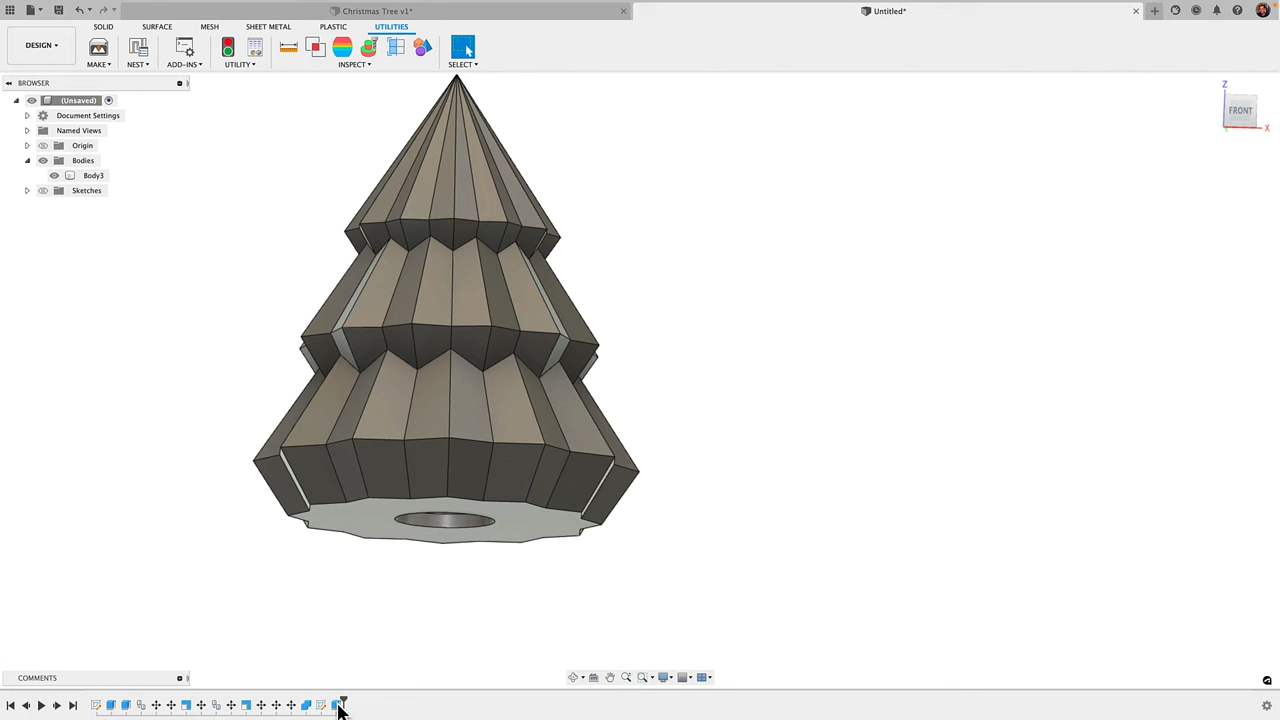 Christmas Tree v1*
Untitled*
DESIGN
SOLID SURFACE MESH SHEET METAL PLASTIC UTILITIES
MAKE NEST ADD-INS UTILITY INSPECT SELECT
BROWSER
(Unsaved)
Document Settings
Named Views
Origin
Bodies
Body3
Sketches
Z
FRONT
X
COMMENTS